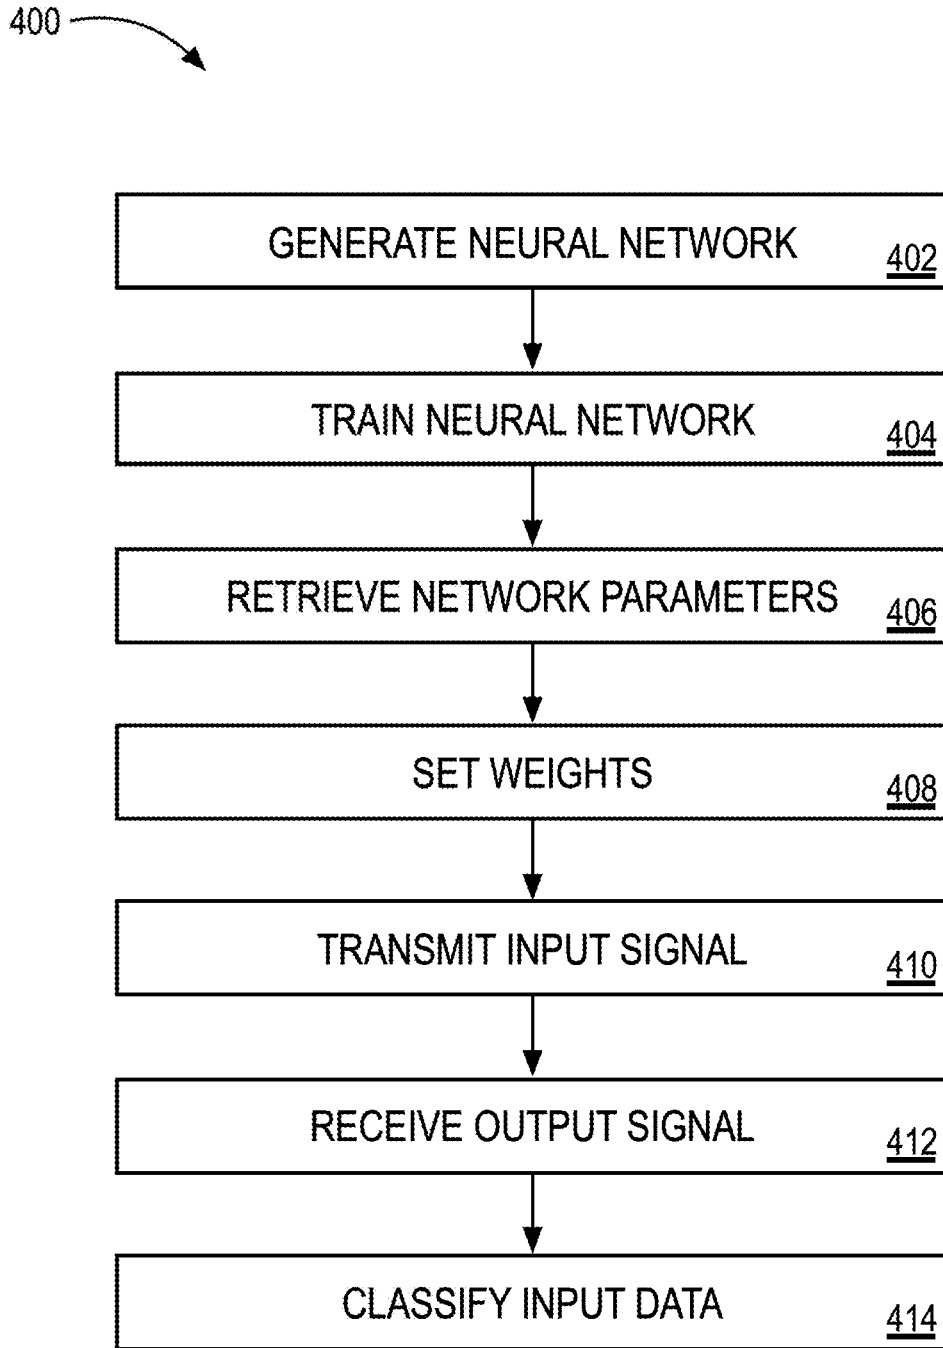 400
GENERATE NEURAL NETWORK
402
TRAIN NEURAL NETWORK
404
RETRIEVE NETWORK PARAMETERS
406
SET WEIGHTS
408
TRANSMIT INPUT SIGNAL
410
RECEIVE OUTPUT SIGNAL
412
CLASSIFY INPUT DATA
414